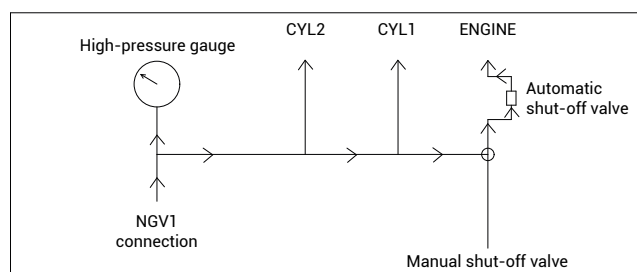 CYL2 CYL1 ENGINE
High-pressure gauge
Automatic
shut-off valve
NGV1
connection
Manual shut-off valve